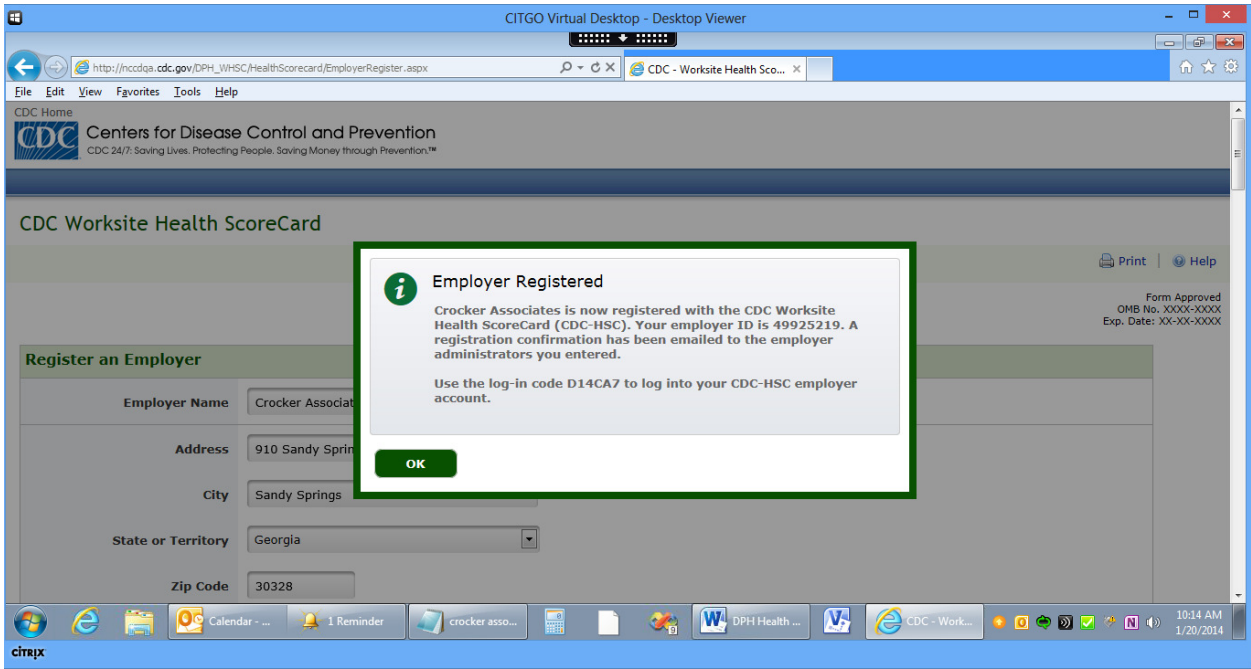 CITGO Virtual Desktop - Desktop Viewer
http://nccdqa.cdc.gov/DPH_WHSC/HealthScorecard/EmployerRegister.aspx
CDC - Worksite Health Sco...
File Edit View Favorites Tools Help
CDC Home
CDC
Centers for Disease Control and Prevention
CDC 24/7: Saving Lives. Protecting People. Saving Money through Prevention.™
CDC Worksite Health ScoreCard
Print | Help
Form Approved
OMB No. XXXX-XXXX
Exp. Date: XX-XX-XXXX
Employer Registered
Crocker Associates is now registered with the CDC Worksite
Health ScoreCard (CDC-HSC). Your employer ID is 49925219. A
registration confirmation has been emailed to the employer
administrators you entered.
Use the log-in code D14CA7 to log into your CDC-HSC employer
account.
OK
Register an Employer
Employer Name Crocker Associat
Address 910 Sandy Sprin
City Sandy Springs
State or Territory Georgia
Zip Code 30328
Calendar - ... 1 Reminder crocker asso... DPH Health ... CDC - Work...
10:14 AM
1/20/2014
CITRIX